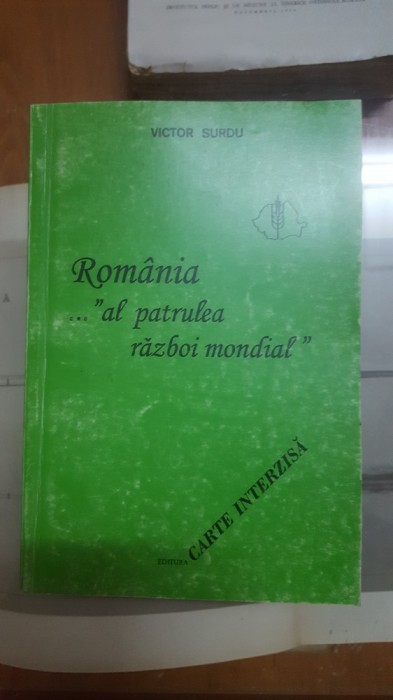 VICTOR SURDU
România
..."al patrulea
război mondial"
EDITURA CARTE INTERZISĂ